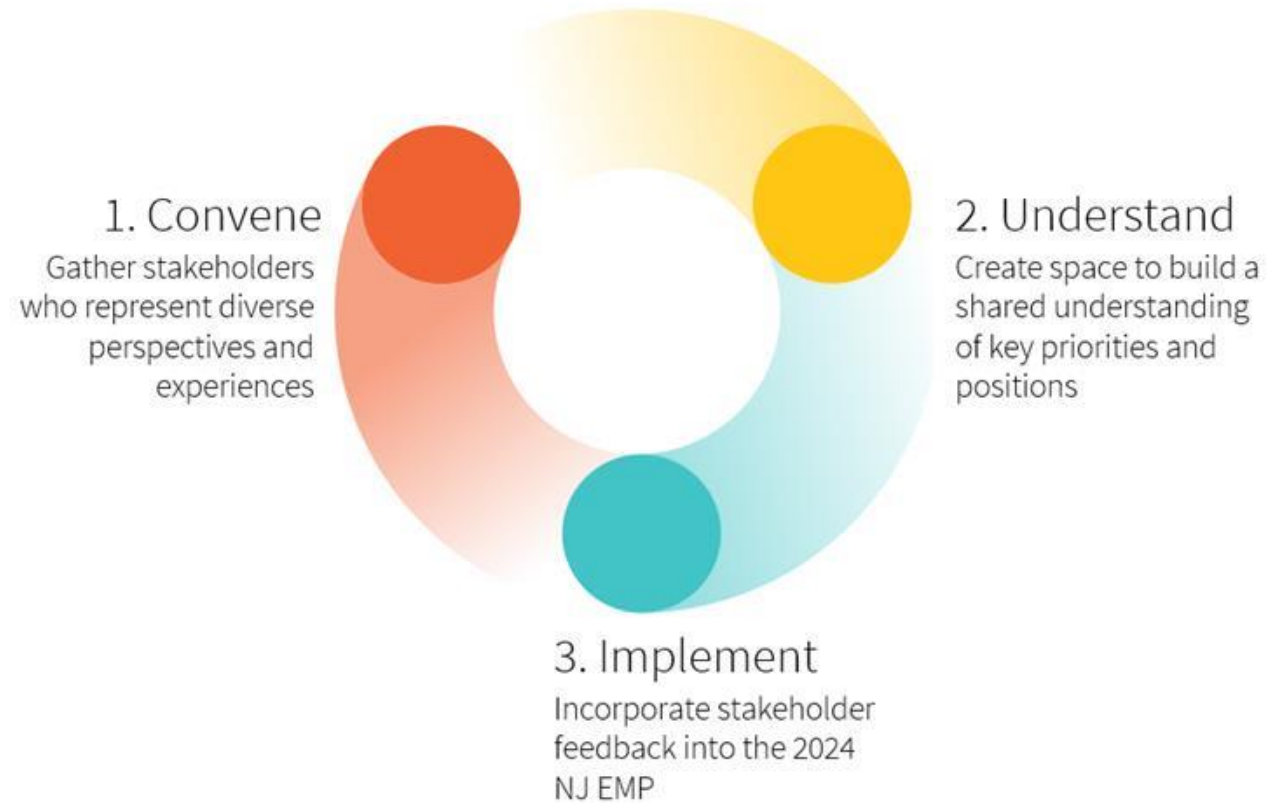 1. Convene
Gather stakeholders
who represent diverse
perspectives and
experiences
2. Understand
Create space to build a
shared understanding
of key priorities and
positions
3. Implement
Incorporate stakeholder
feedback into the 2024
NJ EMP